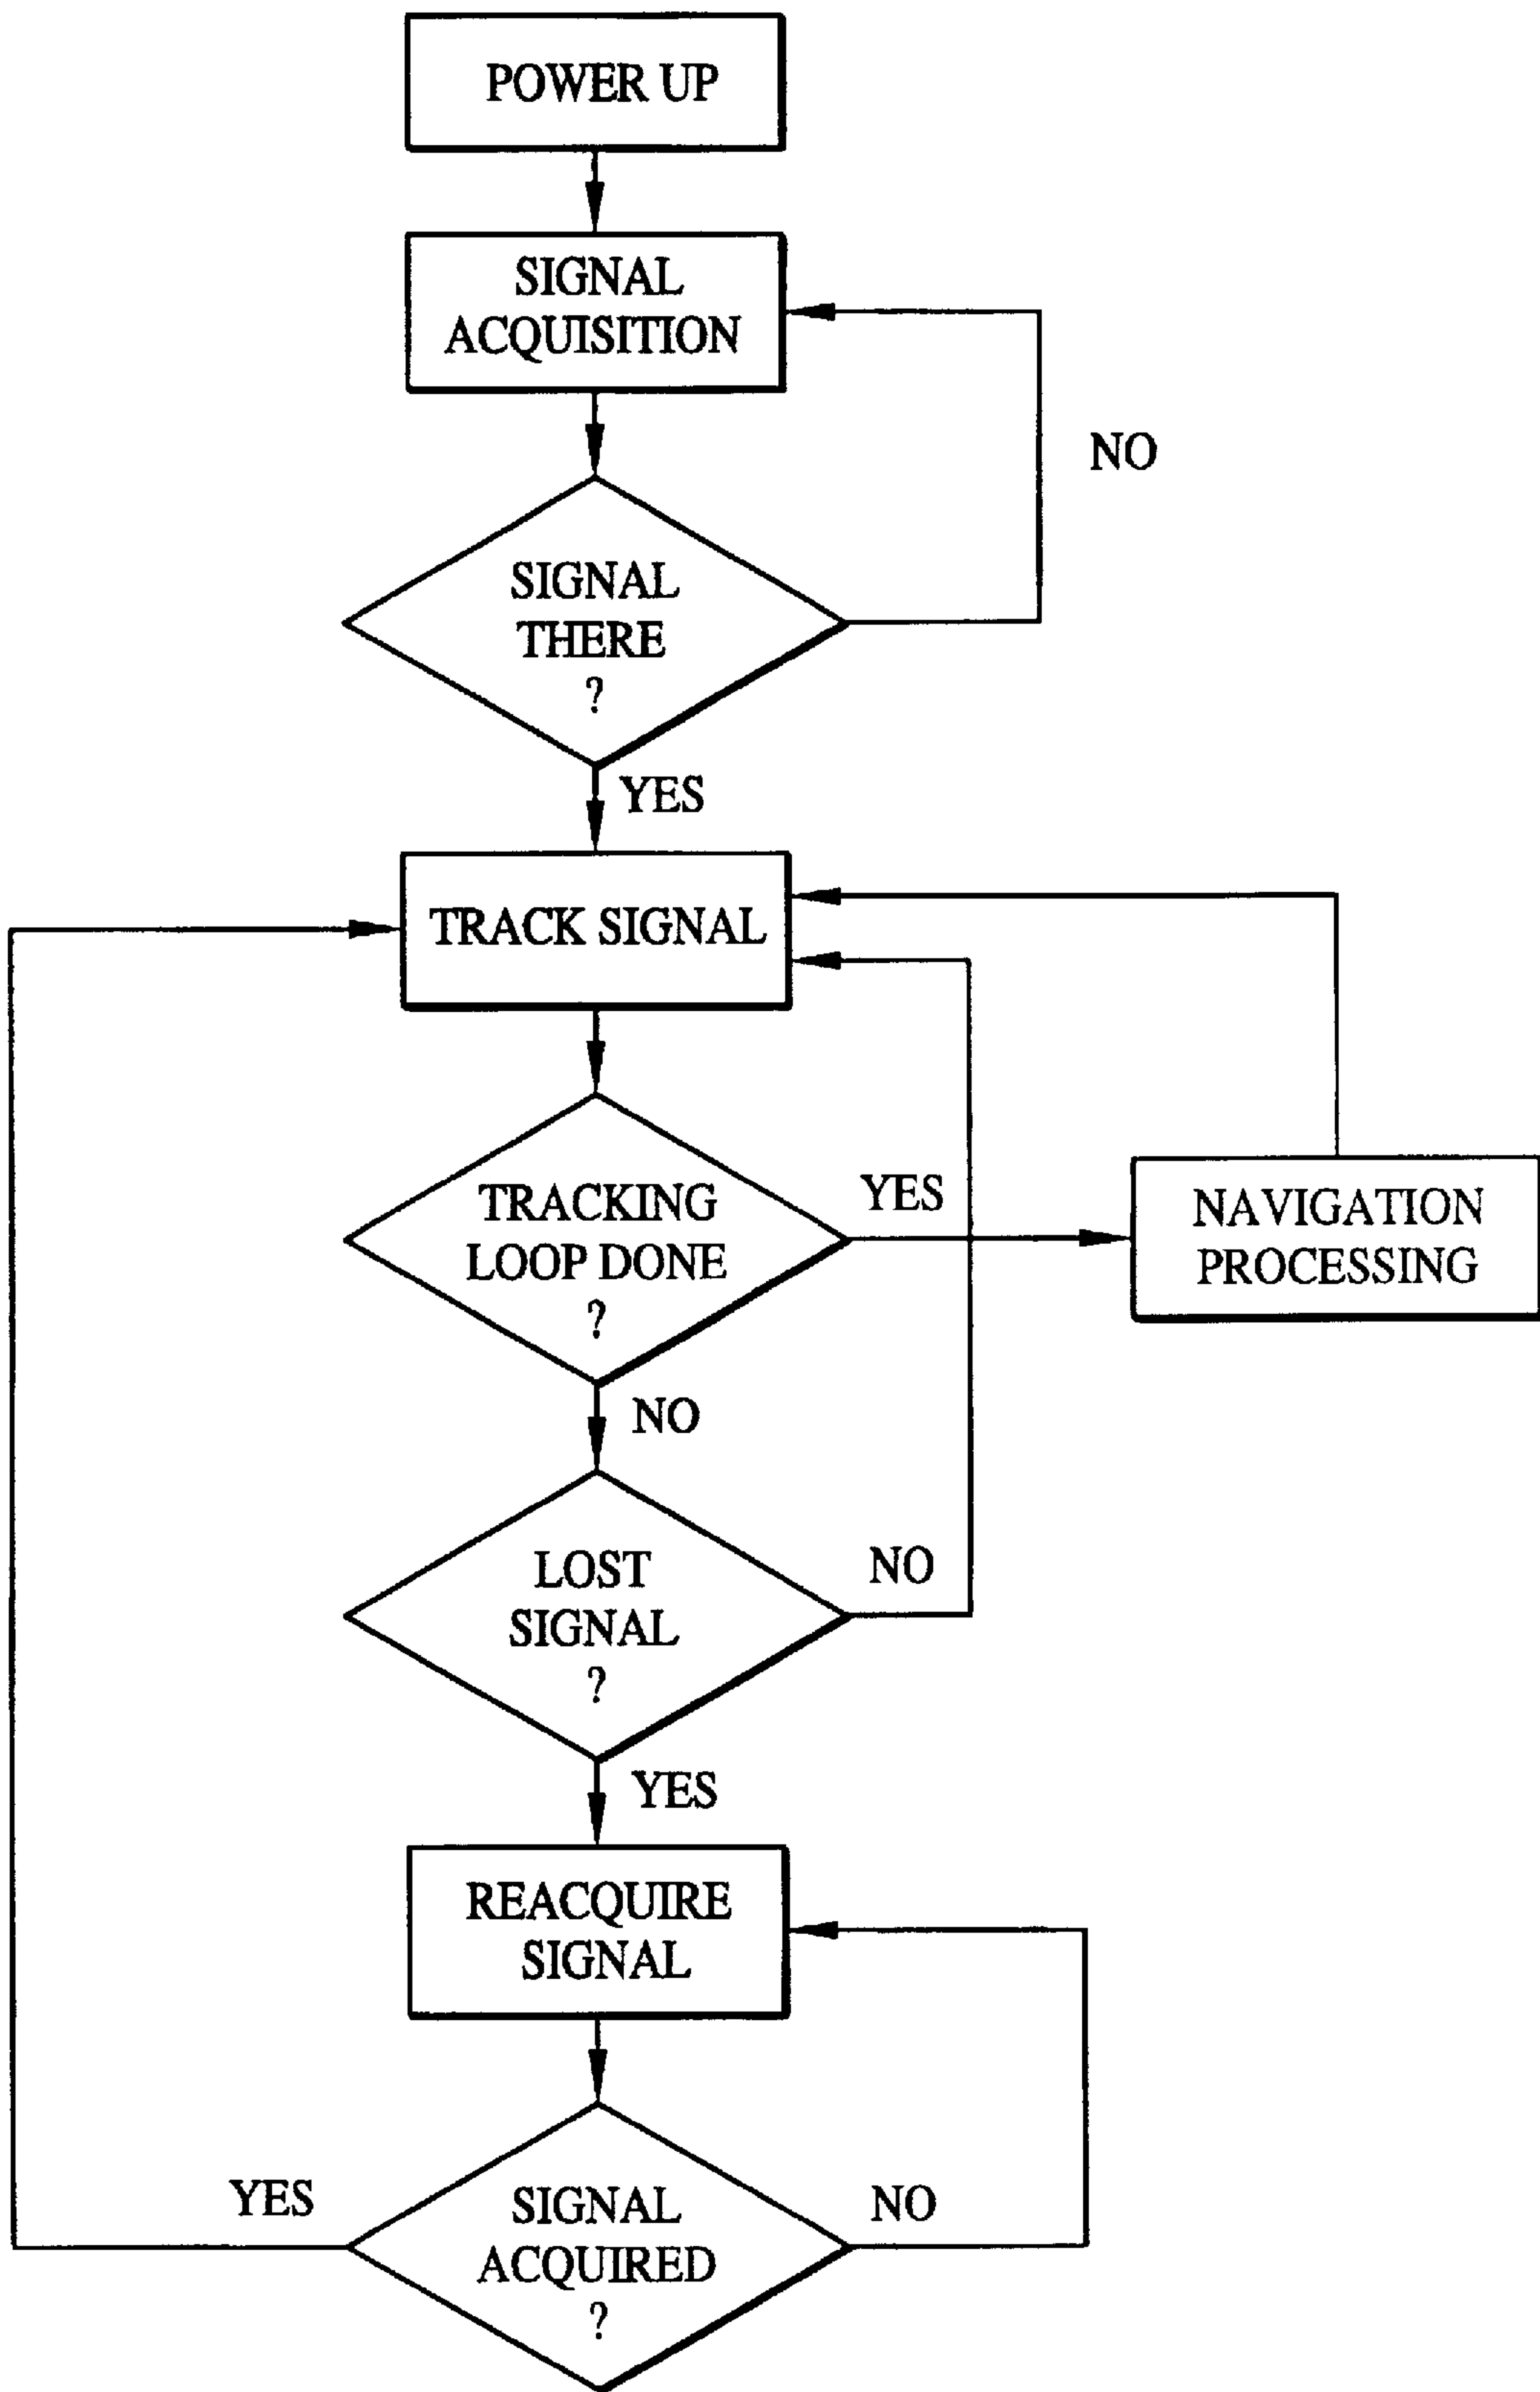 POWER UP
SIGNAL
ACQUISITION
NO
SIGNAL
THERE
?
YES
TRACK SIGNAL
TRACKING
LOOP DONE
?
YES
NAVIGATION
PROCESSING
NO
LOST
SIGNAL
?
NO
YES
REACQUIRE
SIGNAL
YES
SIGNAL
ACQUIRED
?
NO